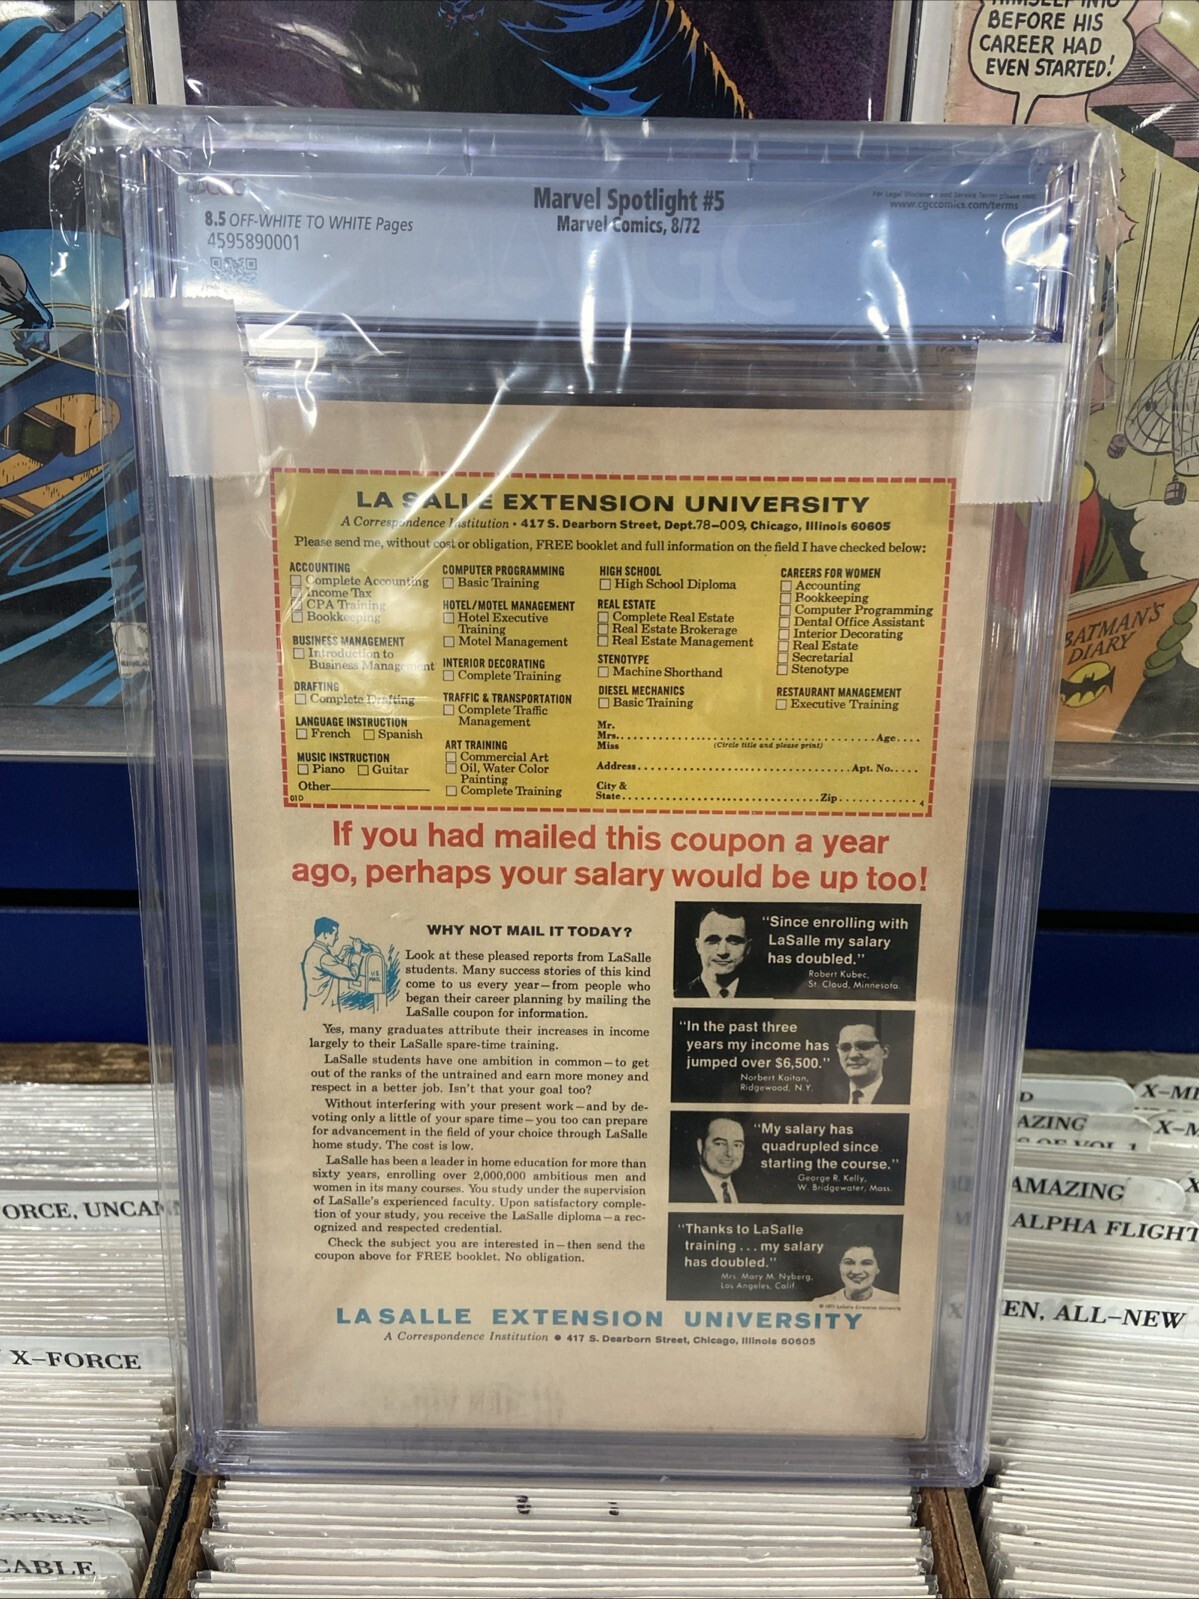 HIMSELF INTO
BEFORE HIS
CAREER HAD
EVEN STARTED!
CGC
8.5 OFF-WHITE TO WHITE Pages
4595890001
Marvel Spotlight #5
Marvel Comics, 8/72
www.cgccomics.com/terms
BATMAN'S
DIARY
LA SALLE EXTENSION UNIVERSITY
A Correspondence Institution • 417 S. Dearborn Street, Dept.78-009, Chicago, Illinois 60605
Please send me, without cost or obligation, FREE booklet and full information on the field I have checked below:
ACCOUNTING
Complete Accounting
Income Tax
CPA Training
Bookkeeping
BUSINESS MANAGEMENT
Introduction to
Business Management
DRAFTING
Complete Drafting
LANGUAGE INSTRUCTION
French Spanish
MUSIC INSTRUCTION
Piano Guitar
Other
01D
COMPUTER PROGRAMMING
Basic Training
HOTEL/MOTEL MANAGEMENT
Hotel Executive
Training
Motel Management
INTERIOR DECORATING
Complete Training
TRAFFIC & TRANSPORTATION
Complete Traffic
Management
ART TRAINING
Commercial Art
Oil, Water Color
Painting
Complete Training
HIGH SCHOOL
High School Diploma
REAL ESTATE
Complete Real Estate
Real Estate Brokerage
Real Estate Management
STENOTYPE
Machine Shorthand
DIESEL MECHANICS
Basic Training
CAREERS FOR WOMEN
Accounting
Bookkeeping
Computer Programming
Dental Office Assistant
Interior Decorating
Real Estate
Secretarial
Stenotype
RESTAURANT MANAGEMENT
Executive Training
Mr.
Mrs. Age
Miss (Circle title and please print)
Address Apt. No.
City &
State Zip 4
If you had mailed this coupon a year
ago, perhaps your salary would be up too!
WHY NOT MAIL IT TODAY?
U.S.
MAIL
Look at these pleased reports from LaSalle
students. Many success stories of this kind
come to us every year—from people who
began their career planning by mailing the
LaSalle coupon for information.
Yes, many graduates attribute their increases in income
largely to their LaSalle spare-time training.
LaSalle students have one ambition in common—to get
out of the ranks of the untrained and earn more money and
respect in a better job. Isn't that your goal too?
Without interfering with your present work—and by de-
voting only a little of your spare time—you too can prepare
for advancement in the field of your choice through LaSalle
home study. The cost is low.
LaSalle has been a leader in home education for more than
sixty years, enrolling over 2,000,000 ambitious men and
women in its many courses. You study under the supervision
of LaSalle's experienced faculty. Upon satisfactory comple-
tion of your study, you receive the LaSalle diploma—a rec-
ognized and respected credential.
Check the subject you are interested in—then send the
coupon above for FREE booklet. No obligation.
"Since enrolling with
LaSalle my salary
has doubled."
Robert Kubec,
St. Cloud, Minnesota
"In the past three
years my income has
jumped over $6,500."
Norbert Kaitan,
Ridgewood, N.Y.
"My salary has
quadrupled since
starting the course."
George R. Kelly,
W. Bridgewater, Mass.
"Thanks to LaSalle
training ... my salary
has doubled."
Mrs. Mary M. Nyberg,
Los Angeles, Calif.
© 1971 LaSalle Extension University
LASALLE EXTENSION UNIVERSITY
A Correspondence Institution • 417 S. Dearborn Street, Chicago, Illinois 60605
ORCE, UNCAN
X-FORCE
CABLE
AZING
AMAZING
ALPHA FLIGHT
EN, ALL-NEW